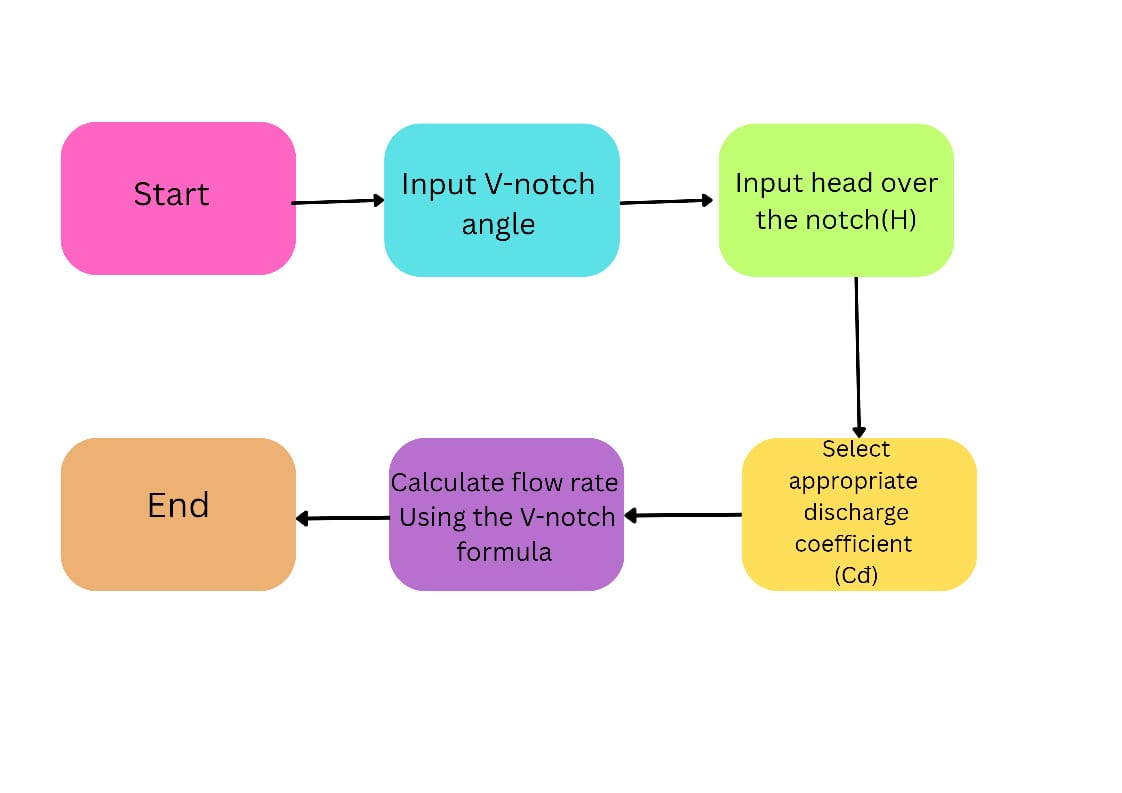 Start
Input V-notch
angle
Input head over
the notch(H)
Select
appropriate
discharge
coefficient
(Cđ)
Calculate flow rate
Using the V-notch
formula
End